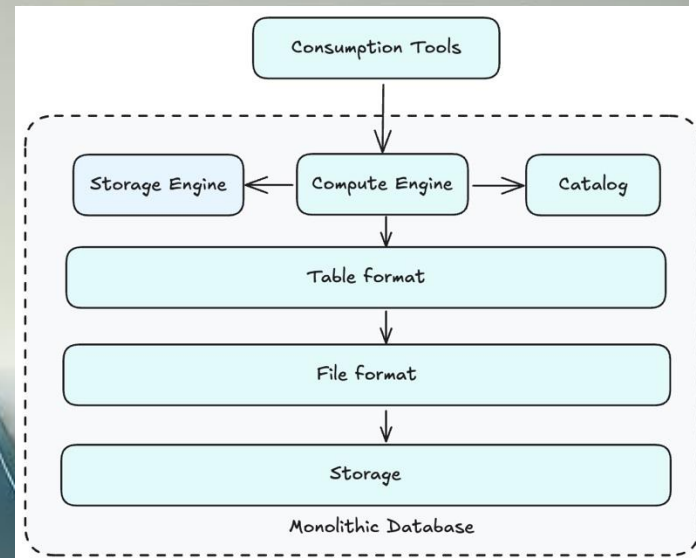 Consumption Tools
Storage Engine
Compute Engine
Catalog
Table format
File format
Storage
Monolithic Database